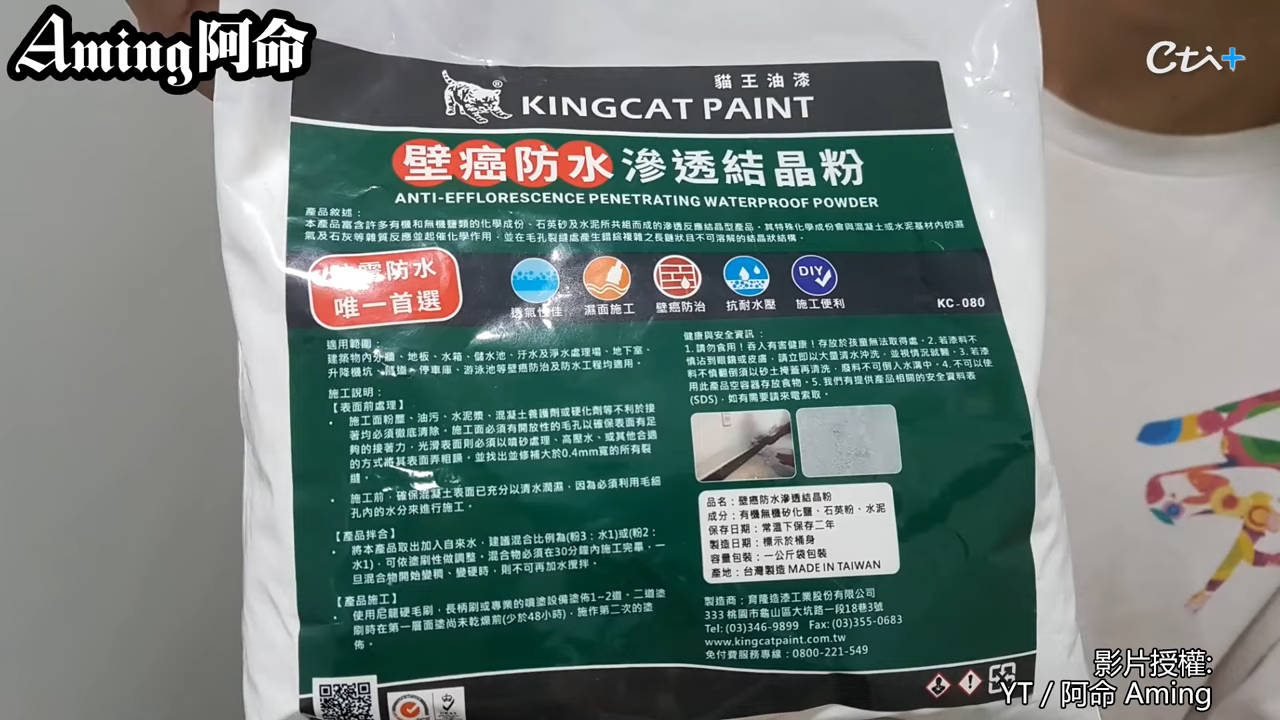 Aming阿命
Cti+
貓王油漆
KINGCAT PAINT
壁癌防水滲透結晶粉
ANTI-EFFLORESCENCE PENETRATING WATERPROOF POWDER
產品敘述：
本產品富含許多有機和無機鹽類的化學成份、石英砂及水泥所共組而成的滲透反應結晶型產品。其特殊化學成份會與混凝土或水泥基材內的濕
氣及石灰等雜質反應並起催化學作用，並在毛孔裂縫處產生錯綜複雜之長鏈狀且不可溶解的結晶狀結構。
防水
唯一首選
透氣性佳
濕面施工
壁癌防治
抗耐水壓
DIY
施工便利
KC-080
適用範圍：
建築物內外牆、地板、水箱、儲水池、汙水及淨水處理場、地下室、
升降機坑、隧道、停車庫、游泳池等壁癌防治及防水工程均適用。
施工說明：
【表面前處理】
• 施工面粉塵、油污、水泥漿、混凝土養護劑或硬化劑等不利於接
著均必須徹底清除。施工面必須有開放性的毛孔以確保表面有足
夠的接著力，光滑表面則必須以噴砂處理、高壓水、或其他合適
的方式將其表面弄粗糙，並找出並修補大於0.4mm寬的所有裂
縫。
• 施工前，確保混凝土表面已充分以清水潤濕，因為必須利用毛細
孔內的水分來進行施工。
【產品拌合】
• 將本產品取出加入自來水，建議混合比例為(粉3：水1)或(粉2：
水1)，可依塗刷性做調整。混合物必須在30分鐘內施工完畢，一
旦混合物開始變稠、變硬時，則不可再加水攪拌。
【產品施工】
• 使用尼龍硬毛刷，長柄刷或專業的噴塗設備塗佈1~2道，二道塗
刷時在第一層面塗尚未乾燥前(少於48小時)，施作第二次的塗
佈。
健康與安全資訊：
1.請勿食用！吞入有害健康！存放於孩童無法取得處。2.若漆料不
慎沾到眼鏡或皮膚，請立即以大量清水沖洗，並視情況就醫。3.若漆
料不慎翻倒須以砂土掩蓋再清洗，廢料不可倒入水溝中。4.不可以使
用此產品空容器存放食物。5.我們有提供產品相關的安全資料表
(SDS)，如有需要請來電索取。
品名：壁癌防水滲透結晶粉
成分：有機無機矽化鹽、石英粉、水泥
保存日期：常溫下保存二年
製造日期：標示於桶身
容量包裝：一公斤袋包裝
產地：台灣製造 MADE IN TAIWAN
製造商：育隆造漆工業股份有限公司
333 桃園市龜山區大坑路一段18巷3號
Tel: (03)346-9899 Fax: (03)355-0683
www.kingcatpaint.com.tw
免付費服務專線：0800-221-549
影片授權:
YT / 阿命 Aming